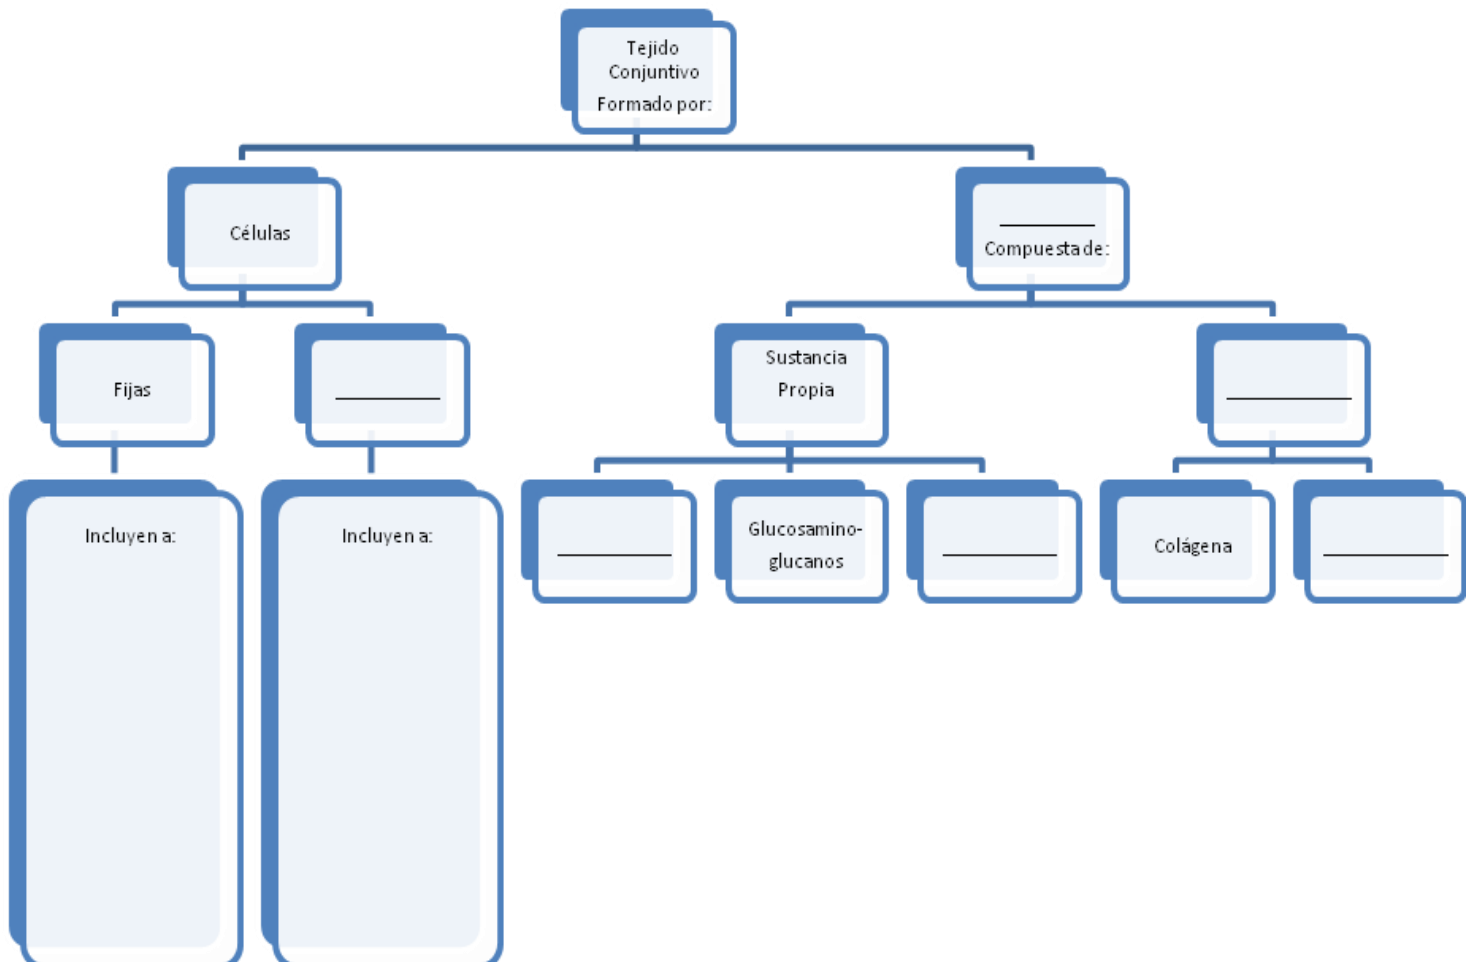 Tejido
Conjuntivo
Formado por:
Células
Compuesta de:
Fijas
Sustancia
Propia
Incluyen a:
Incluyen a:
Glucosamino-
glucanos
Colágena